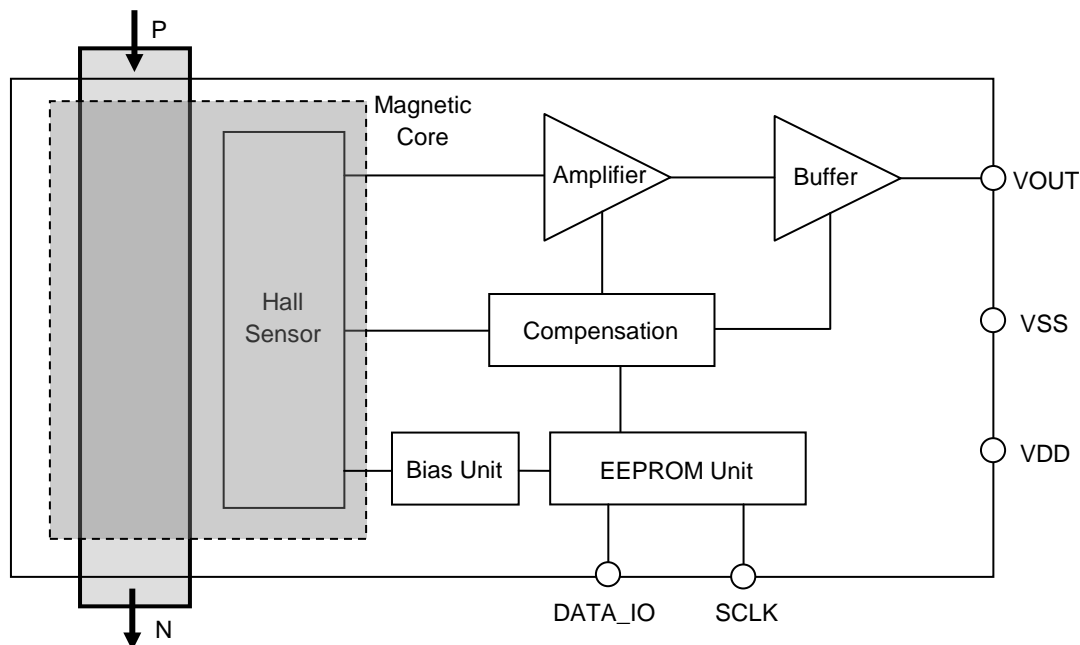 P
Magnetic
Core
Amplifier
Buffer
VOUT
Hall
Sensor
Compensation
VSS
Bias Unit
EEPROM Unit
VDD
DATA_IO
SCLK
N